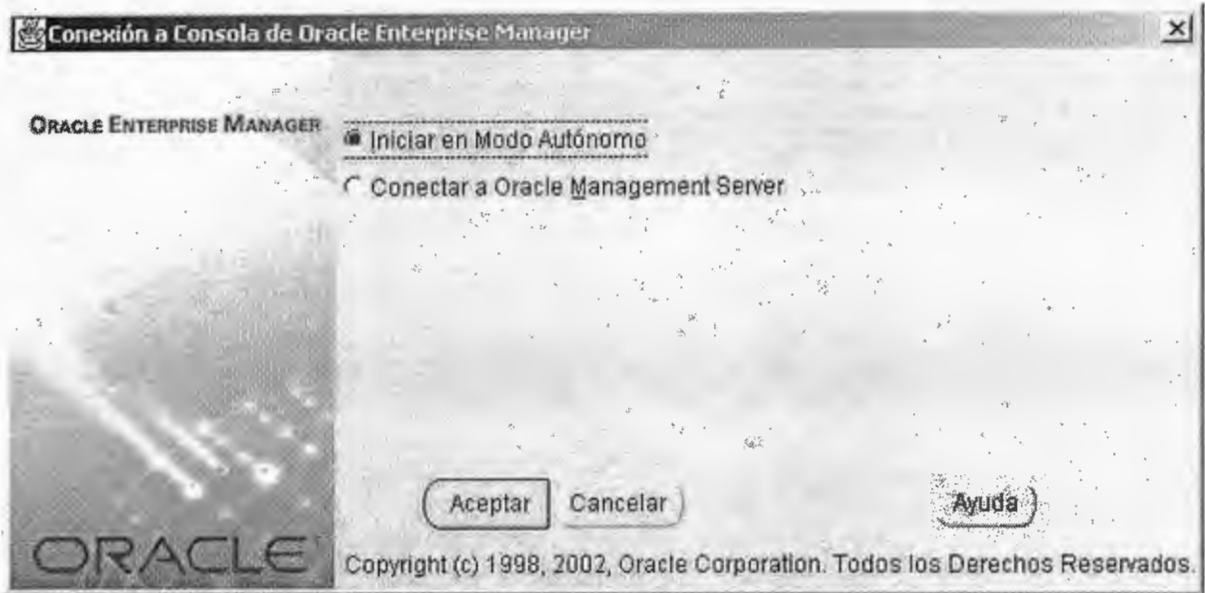 Conexión a Consola de Oracle Enterprise Manager
ORACLE ENTERPRISE MANAGER
Iniciar en Modo Autónomo
Conectar a Oracle Management Server
Aceptar
Cancelar
Ayuda
ORACLE
Copyright (c) 1998, 2002, Oracle Corporation. Todos los Derechos Reservados.